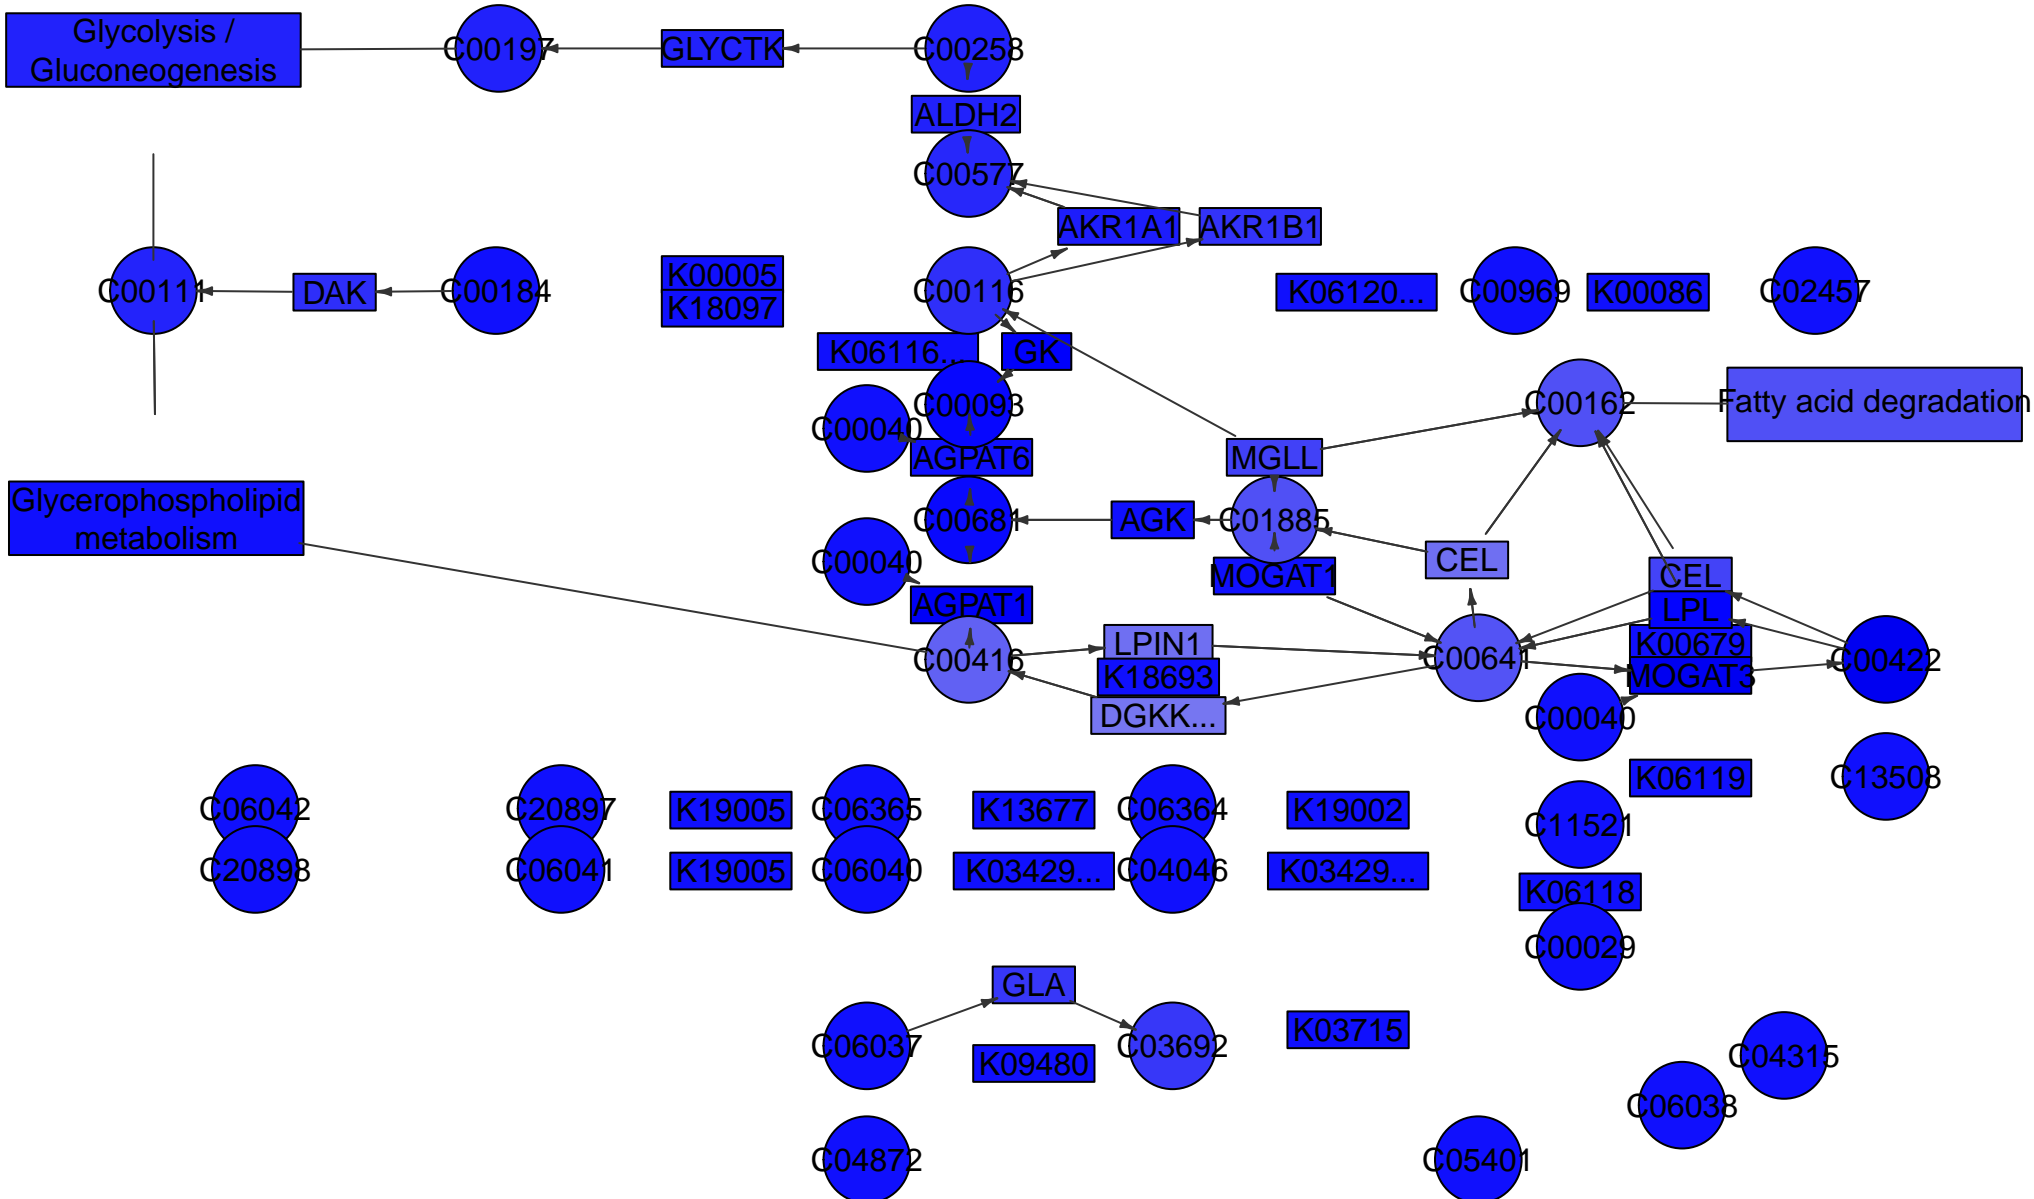 Glycolysis /
Gluconeogenesis
C00197
GLYCTK
C00258
ALDH2
C00577
AKR1A1
AKR1B1
C00111
DAK
C00184
K00005
K18097
C00116
K06120...
C00969
K00086
C02457
K06116...
GK
C00093
C00162
Fatty acid degradation
C00040
AGPAT6
MGLL
Glycerophospholipid
metabolism
C00681
AGK
C01885
C00040
MOGAT1
CEL
CEL
AGPAT1
LPL
C00416
LPIN1
K18693
DGKK...
C00641
K00679
MOGAT3
C00422
C00040
K06119
C13508
C06042
C20897
K19005
C06365
K13677
C06364
K19002
C11521
C20898
C06041
K19005
C06040
K03429...
C04046
K03429...
K06118
C00029
GLA
C06037
K09480
C03692
K03715
C04315
C06038
C04872
C05401